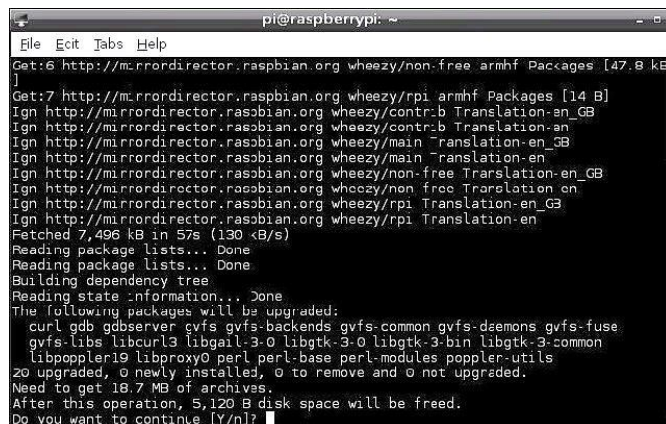 pi@raspberrypi: ~
File Edit Tabs Help
Get:6 http://mirrordirector.raspbian.org wheezy/non-free armhf Packages [47.8 kB
]
Get:7 http://mirrordirector.raspbian.org wheezy/rpi armhf Packages [14 B]
Ign http://mirrordirector.raspbian.org wheezy/contrib Translation-en_GB
Ign http://mirrordirector.raspbian.org wheezy/contrib Translation-en
Ign http://mirrordirector.raspbian.org wheezy/main Translation-en_GB
Ign http://mirrordirector.raspbian.org wheezy/main Translation-en
Ign http://mirrordirector.raspbian.org wheezy/non-free Translation-en_GB
Ign http://mirrordirector.raspbian.org wheezy/non-free Translation-en
Ign http://mirrordirector.raspbian.org wheezy/rpi Translation-en_GB
Ign http://mirrordirector.raspbian.org wheezy/rpi Translation-en
Fetched 7,496 kB in 57s (130 kB/s)
Reading package lists... Done
Reading package lists... Done
Building dependency tree
Reading state information... Done
The following packages will be upgraded:
curl gdb gdbserver gvfs gvfs-backends gvfs-common gvfs-daemons gvfs-fuse
gvfs-libs libcurl3 libgail-3-0 libgtk-3-0 libgtk-3-bin libgtk-3-common
libpoppler19 libproxy0 perl perl-base perl-modules poppler-utils
20 upgraded, 0 newly installed, 0 to remove and 0 not upgraded.
Need to get 18.7 MB of archives.
After this operation, 5,120 B disk space will be freed.
Do you want to continue [Y/n]?